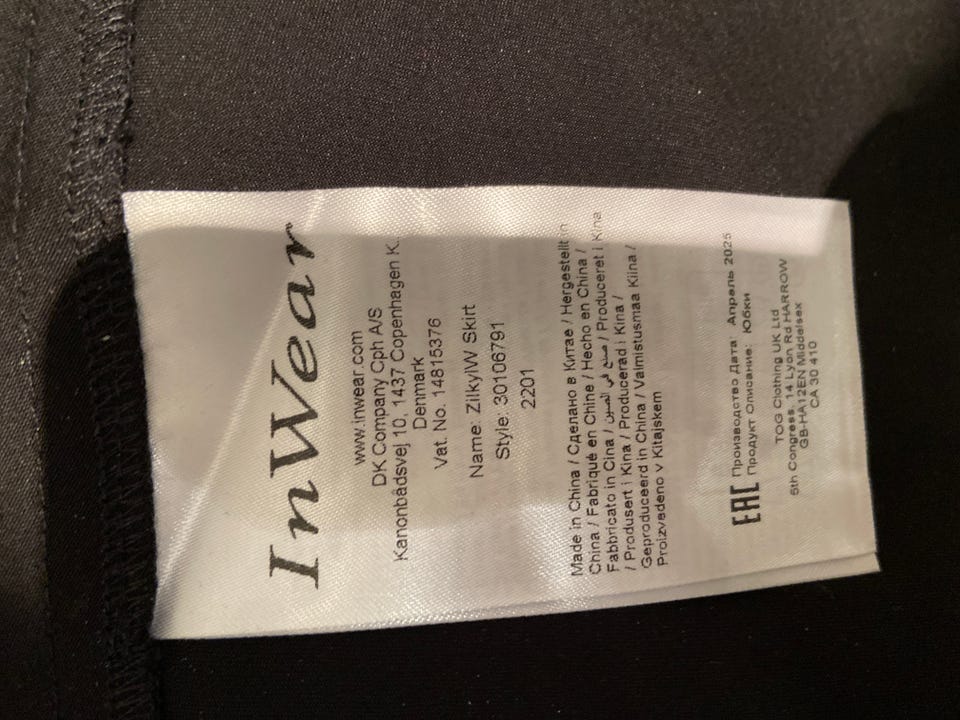 InWear
www.inwear.com
DK Company Cph A/S
Kanonbådsvej 10, 1437 Copenhagen K.
Denmark
Vat. No. 14815376
Name: ZilkyIW Skirt
Style: 30106791
2201
Made in China / Сделано в Китае / Hergestellt in
China / Fabriqué en Chine / Hecho en China /
Fabbricato in Cina / صنع في الصين / Produceret i Kina
/ Produsert i Kina / Producerad i Kina /
Geproduceerd in China / Valmistusmaa Kiina /
Proizvedeno v Kitajskem
EAC Производство Дата: Апрель 2025
Продукт Описание: Юбки
TOG Clothing UK Ltd
5th Congress, 14 Lyon Rd HARROW
GB-HA12EN Middelsex
CA 30 410